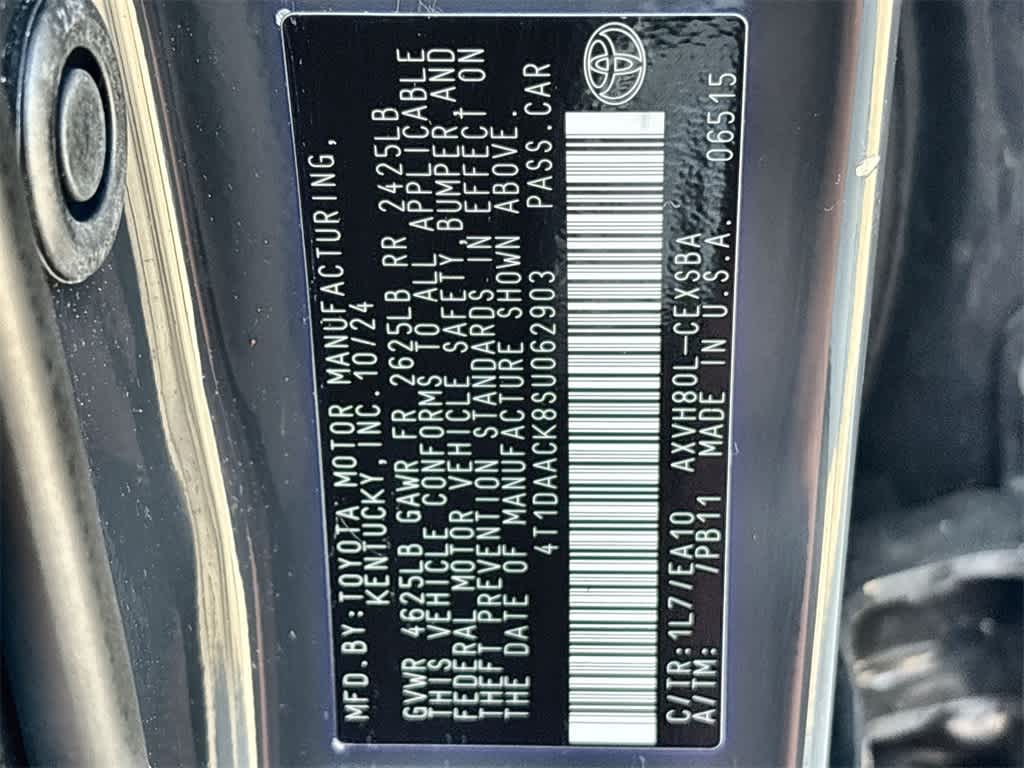 MFD.BY:TOYOTA MOTOR MANUFACTURING,
KENTUCKY, INC. 10/24
GVWR 4625LB GAWR FR 2625LB RR 2425LB
THIS VEHICLE CONFORMS TO ALL APPLICABLE
FEDERAL MOTOR VEHICLE SAFETY,BUMPER,AND
THEFT PREVENTION STANDARDS IN EFFECT ON
THE DATE OF MANUFACTURE SHOWN ABOVE.
4T1DAACK8SU062903 PASS.CAR
C/TR:1L7/EA10 AXVH80L-CEXSBA
A/TM: /PB11 MADE IN U.S.A. 06515